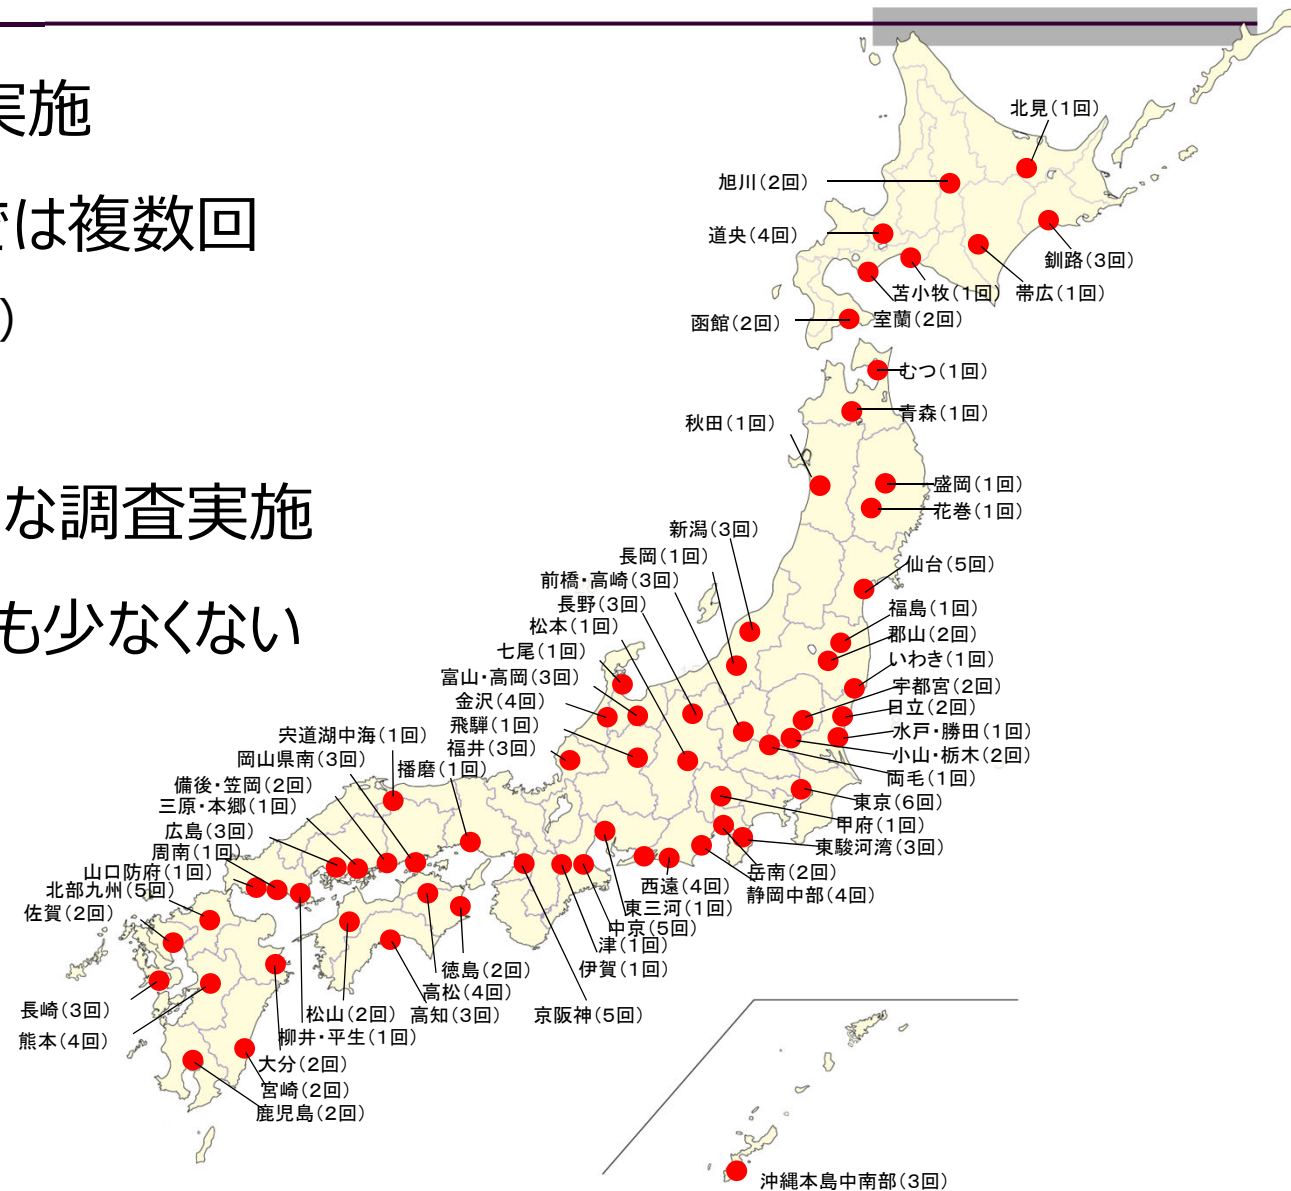 実施
では複数回
)
な調査実施
も少なくない
北見(1回)
旭川(2回)
道央(4回)
釧路(3回)
苫小牧(1回)
帯広(1回)
函館(2回)
室蘭(2回)
むつ(1回)
青森(1回)
秋田(1回)
盛岡(1回)
花巻(1回)
新潟(3回)
長岡(1回)
仙台(5回)
前橋・高崎(3回)
長野(3回)
福島(1回)
松本(1回)
郡山(2回)
七尾(1回)
いわき(1回)
富山・高岡(3回)
宇都宮(2回)
金沢(4回)
日立(2回)
飛騨(1回)
水戸・勝田(1回)
宍道湖中海(1回)
福井(3回)
小山・栃木(2回)
岡山県南(3回)
播磨(1回)
両毛(1回)
備後・笠岡(2回)
東京(6回)
三原・本郷(1回)
甲府(1回)
広島(3回)
東駿河湾(3回)
周南(1回)
山口防府(1回)
岳南(2回)
北部九州(5回)
西遠(4回)
静岡中部(4回)
佐賀(2回)
東三河(1回)
中京(5回)
津(1回)
伊賀(1回)
徳島(2回)
高松(4回)
長崎(3回)
松山(2回)
高知(3回)
京阪神(5回)
熊本(4回)
柳井・平生(1回)
大分(2回)
宮崎(2回)
鹿児島(2回)
沖縄本島中南部(3回)